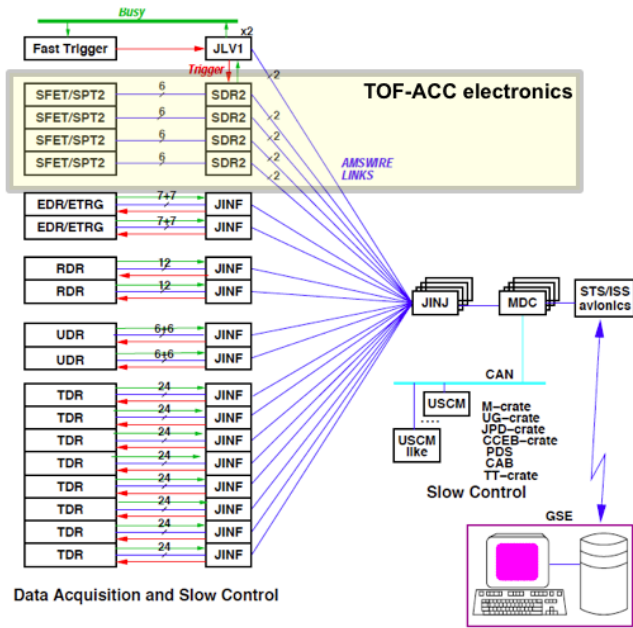 Busy
x2
Fast Trigger
JLV1
Trigger
2
TOF-ACC electronics
SFET/SPT2 6 SDR2
SFET/SPT2 6 SDR2 2
SFET/SPT2 6 SDR2 2
SFET/SPT2 6 SDR2 2
2
AMSWIRE
LINKS
EDR/ETRG 7+7 JINF
EDR/ETRG 7+7 JINF
RDR 12 JINF
RDR 12 JINF
UDR 6+6 JINF
UDR 6+6 JINF
TDR 24 JINF
TDR 24 JINF
TDR 24 JINF
TDR 24 JINF
TDR 24 JINF
TDR 24 JINF
TDR 24 JINF
TDR 24 JINF
JINJ
MDC
STS/ISS
avionics
CAN
USCM
....
USCM
like
M-crate
UG-crate
JPD-crate
CCEB-crate
PDS
CAB
TT-crate
Slow Control
GSE
Data Acquisition and Slow Control